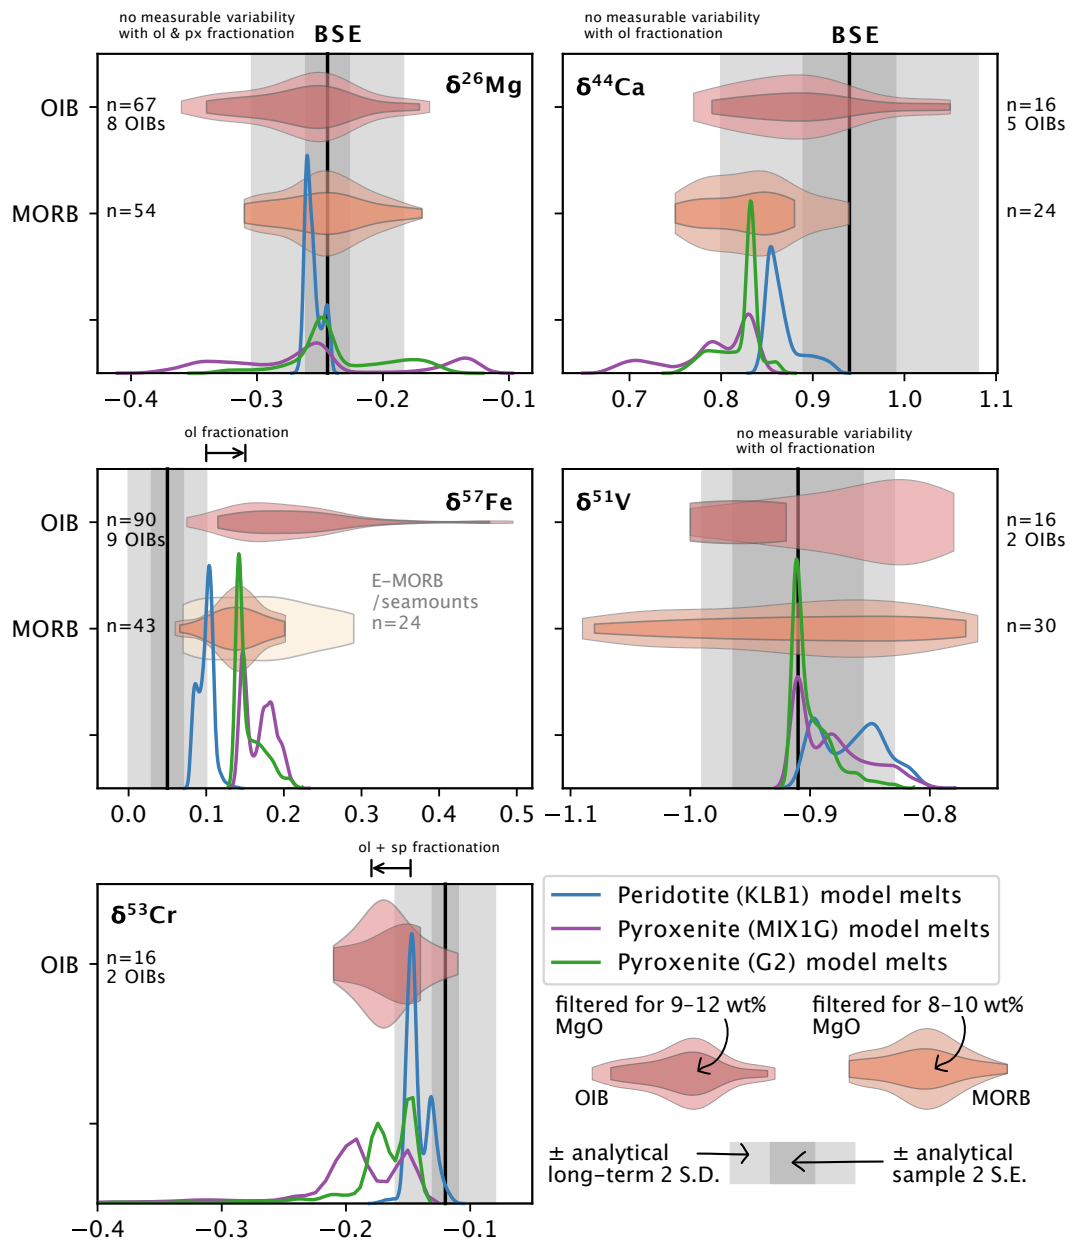 no measurable variability
with ol & px fractionation
BSE
δ26Mg
OIB
n=67
8 OIBs
MORB
n=54
−0.4 −0.3 −0.2 −0.1
no measurable variability
with ol fractionation
BSE
δ44Ca
n=16
5 OIBs
n=24
0.7 0.8 0.9 1.0 1.1
ol fractionation
δ57Fe
OIB
n=90
9 OIBs
E-MORB
/seamounts
n=24
MORB
n=43
0.0 0.1 0.2 0.3 0.4 0.5
no measurable variability
with ol fractionation
δ51V
n=16
2 OIBs
n=30
−1.1 −1.0 −0.9 −0.8
ol + sp fractionation
δ53Cr
OIB
n=16
2 OIBs
−0.4 −0.3 −0.2 −0.1
Peridotite (KLB1) model melts
Pyroxenite (MIX1G) model melts
Pyroxenite (G2) model melts
filtered for 9–12 wt%
MgO
OIB
filtered for 8–10 wt%
MgO
MORB
± analytical
long-term 2 S.D.
± analytical
sample 2 S.E.